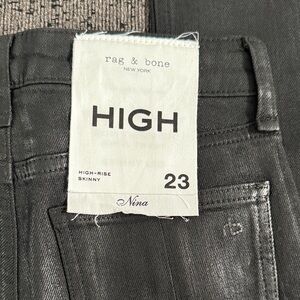 rag & bone
NEW YORK
HIGH
HIGH-RISE
SKINNY
23
Nina